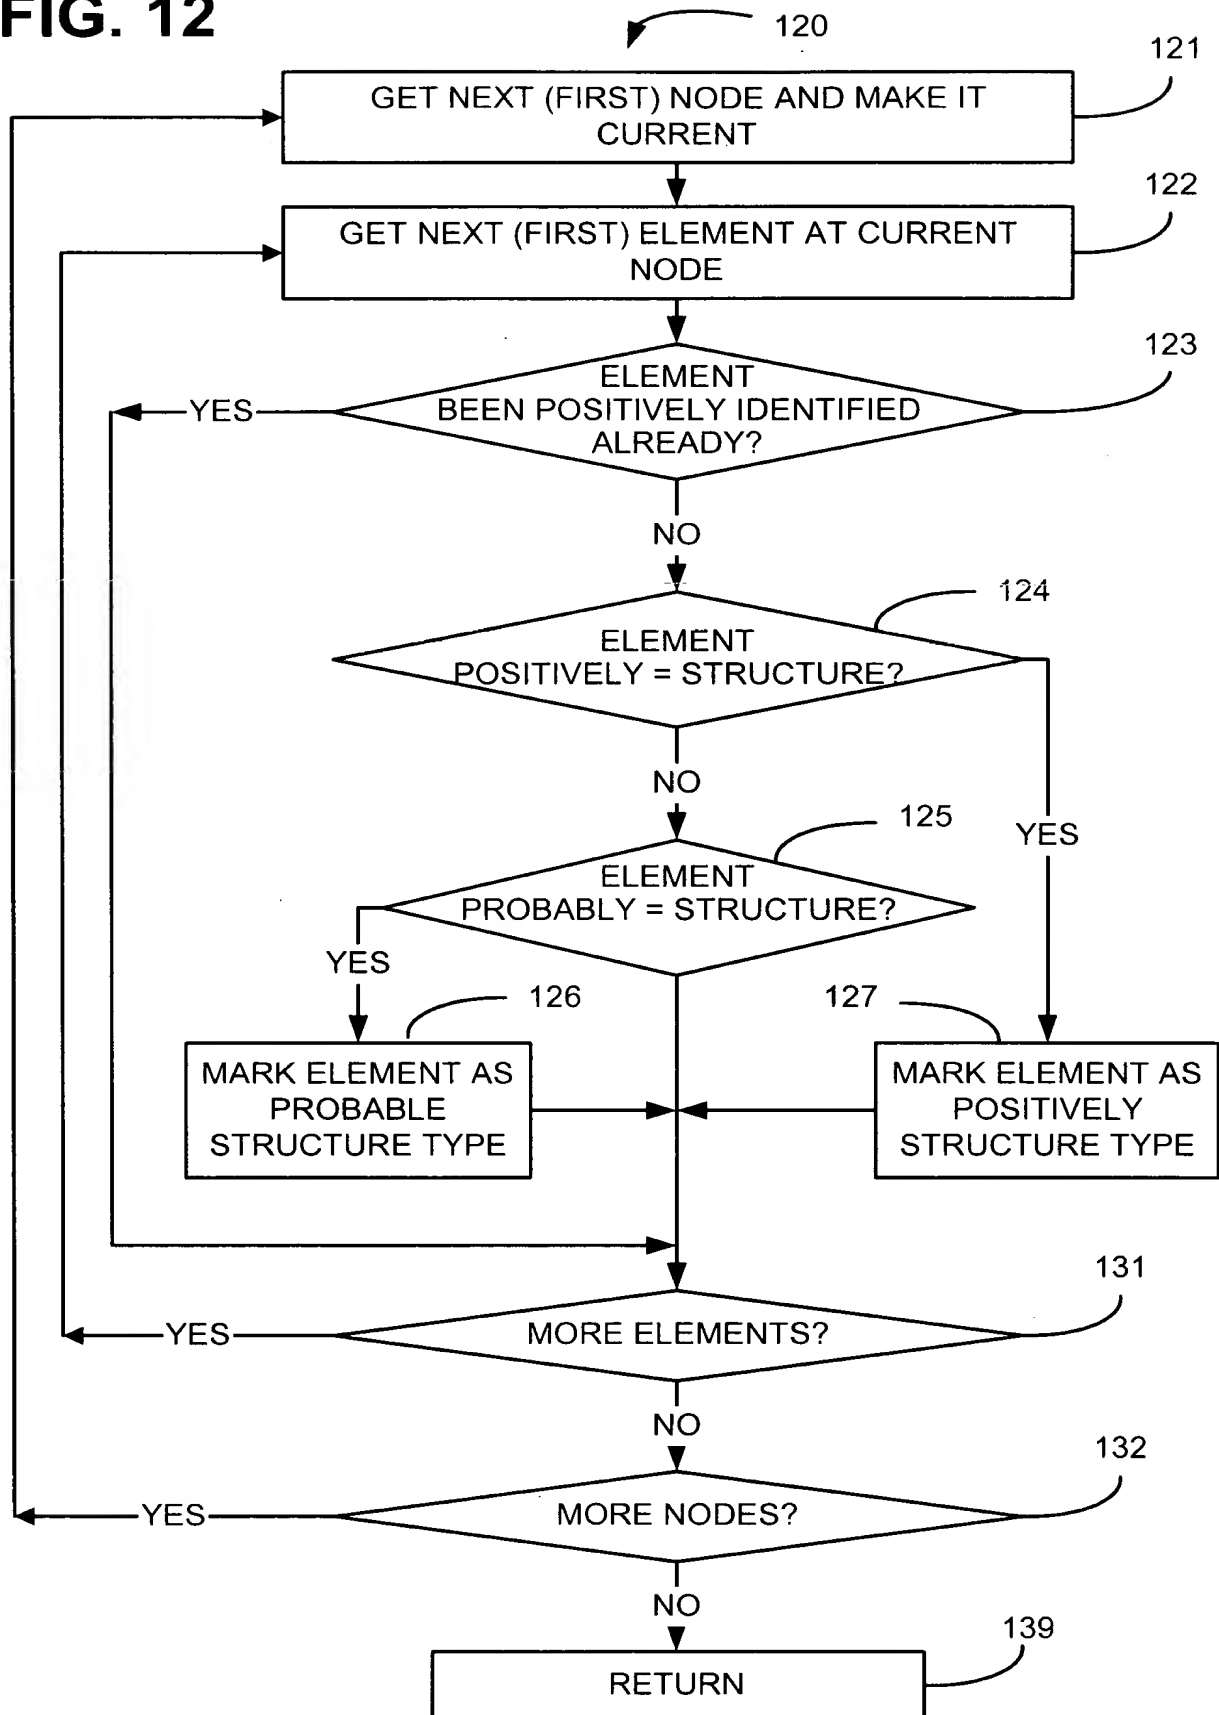 FIG. 12
120
121
GET NEXT (FIRST) NODE AND MAKE IT
CURRENT
122
GET NEXT (FIRST) ELEMENT AT CURRENT
NODE
123
ELEMENT
BEEN POSITIVELY IDENTIFIED
ALREADY?
YES
NO
124
ELEMENT
POSITIVELY = STRUCTURE?
NO
YES
125
ELEMENT
PROBABLY = STRUCTURE?
YES
126
127
MARK ELEMENT AS
PROBABLE
STRUCTURE TYPE
MARK ELEMENT AS
POSITIVELY
STRUCTURE TYPE
131
MORE ELEMENTS?
YES
NO
132
MORE NODES?
YES
NO
139
RETURN